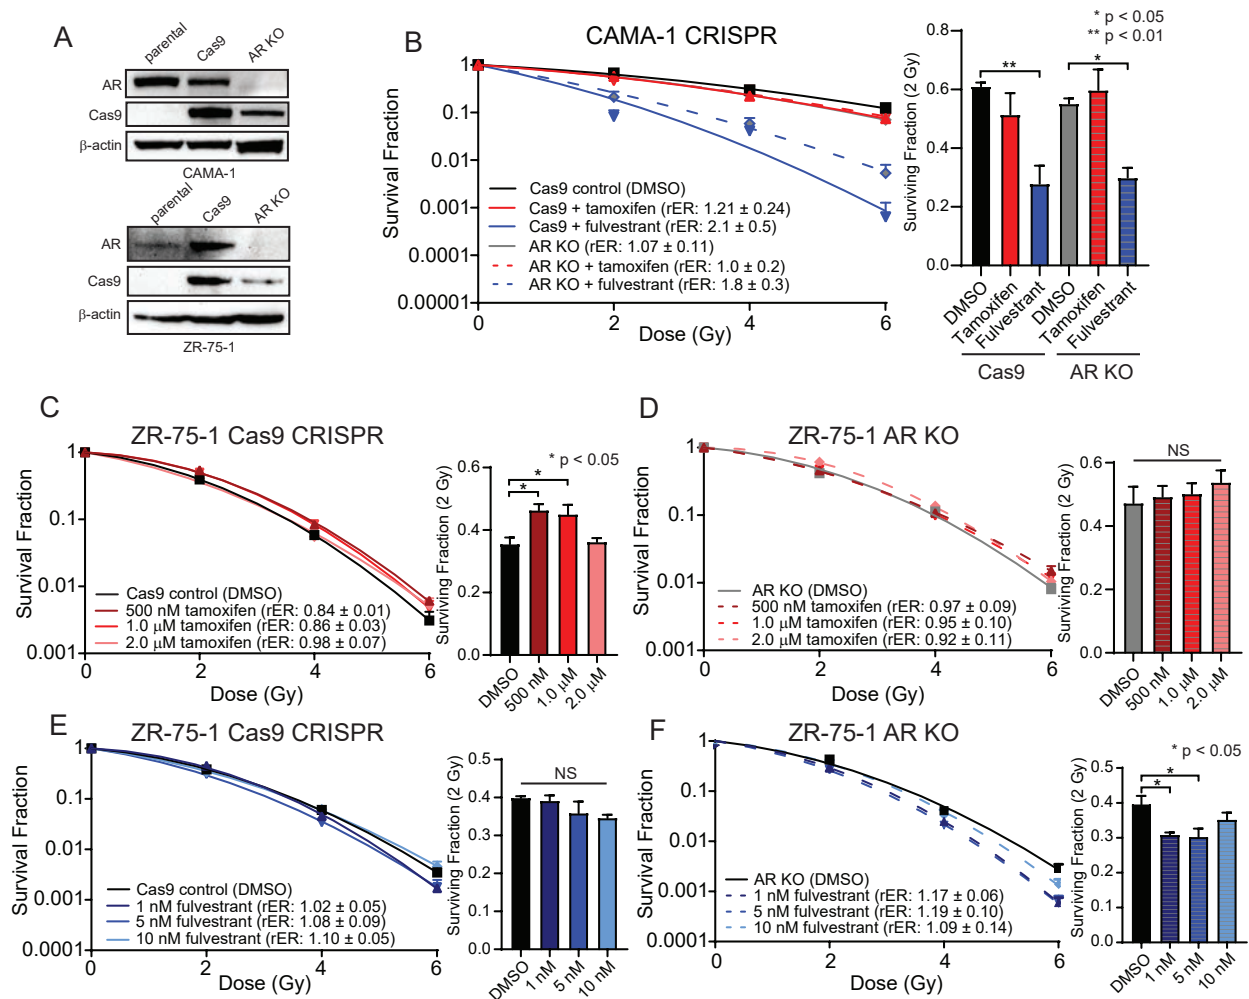 A
parental
Cas9
AR KO
AR
Cas9
β-actin
CAMA-1
parental
Cas9
AR KO
AR
Cas9
β-actin
ZR-75-1
B
CAMA-1 CRISPR
Survival Fraction
1
0.1
0.01
0.001
0.0001
0.00001
Cas9 control (DMSO)
Cas9 + tamoxifen (rER: 1.21 ± 0.24)
Cas9 + fulvestrant (rER: 2.1 ± 0.5)
AR KO (rER: 1.07 ± 0.11)
AR KO + tamoxifen (rER: 1.0 ± 0.2)
AR KO + fulvestrant (rER: 1.8 ± 0.3)
0
2
4
6
Dose (Gy)
* p < 0.05
** p < 0.01
Surviving Fraction (2 Gy)
0.8
0.6
0.4
0.2
0.0
**
*
DMSO
Tamoxifen
Fulvestrant
DMSO
Tamoxifen
Fulvestrant
Cas9
AR KO
C
ZR-75-1 Cas9 CRISPR
Survival Fraction
1
0.1
0.01
0.001
Cas9 control (DMSO)
500 nM tamoxifen (rER: 0.84 ± 0.01)
1.0 μM tamoxifen (rER: 0.86 ± 0.03)
2.0 μM tamoxifen (rER: 0.98 ± 0.07)
0
2
4
6
Dose (Gy)
* p < 0.05
Surviving Fraction (2 Gy)
0.6
0.4
0.2
0.0
*
*
DMSO
500 nM
1.0 μM
2.0 μM
D
ZR-75-1 AR KO
Survival Fraction
1
0.1
0.01
0.001
AR KO (DMSO)
500 nM tamoxifen (rER: 0.97 ± 0.09)
1.0 μM tamoxifen (rER: 0.95 ± 0.10)
2.0 μM tamoxifen (rER: 0.92 ± 0.11)
0
2
4
6
Dose (Gy)
Surviving Fraction (2 Gy)
0.6
0.4
0.2
0.0
NS
DMSO
500 nM
1.0 μM
2.0 μM
E
ZR-75-1 Cas9 CRISPR
Survival Fraction
1
0.1
0.01
0.001
0.0001
Cas9 control (DMSO)
1 nM fulvestrant (rER: 1.02 ± 0.05)
5 nM fulvestrant (rER: 1.08 ± 0.09)
10 nM fulvestrant (rER: 1.10 ± 0.05)
0
2
4
6
Dose (Gy)
Surviving Fraction (2 Gy)
0.5
0.4
0.3
0.2
0.1
0.0
NS
DMSO
1 nM
5 nM
10 nM
F
ZR-75-1 AR KO
Survival Fraction
1
0.1
0.01
0.001
0.0001
AR KO (DMSO)
1 nM fulvestrant (rER: 1.17 ± 0.06)
5 nM fulvestrant (rER: 1.19 ± 0.10)
10 nM fulvestrant (rER: 1.09 ± 0.14)
0
2
4
6
Dose (Gy)
* p < 0.05
Surviving Fraction (2 Gy)
0.5
0.4
0.3
0.2
0.1
0.0
*
*
DMSO
1 nM
5 nM
10 nM